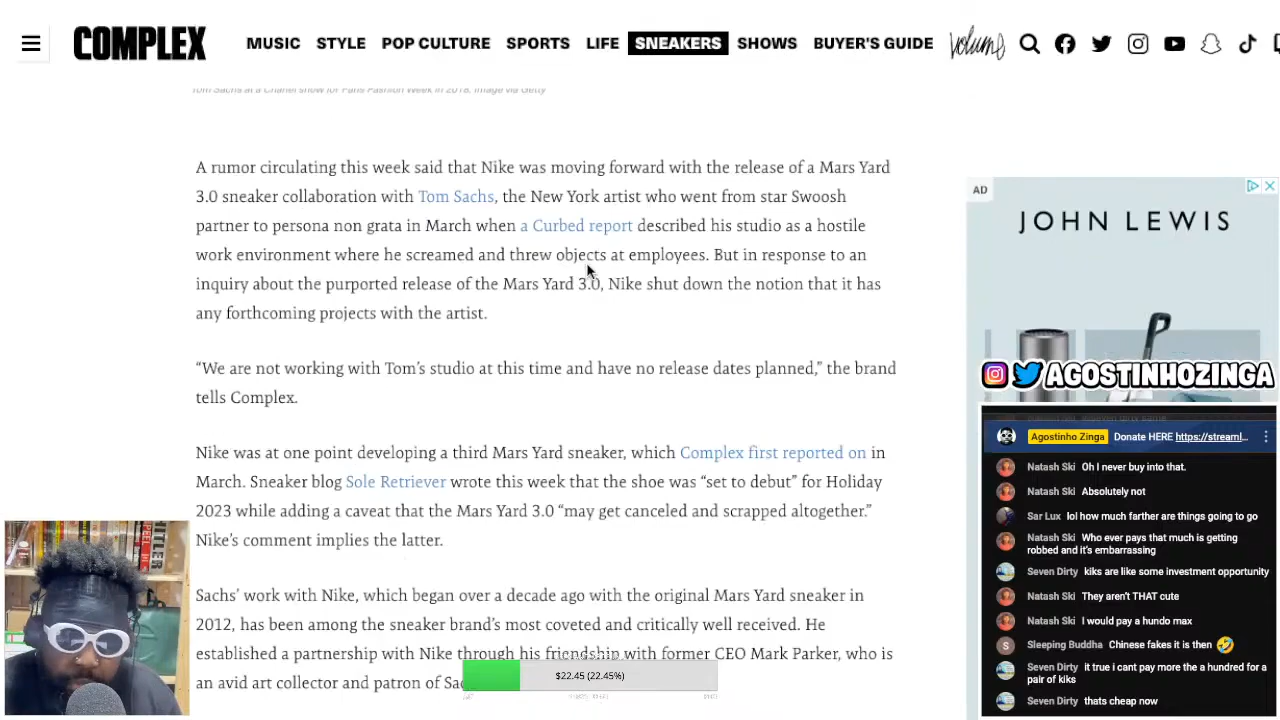 COMPLEX
MUSIC STYLE POP CULTURE SPORTS LIFE SNEAKERS SHOWS BUYER'S GUIDE volume
Tom Sachs at a Chanel show for Paris Fashion Week in 2018. Image via Getty
A rumor circulating this week said that Nike was moving forward with the release of a Mars Yard
3.0 sneaker collaboration with Tom Sachs, the New York artist who went from star Swoosh
partner to persona non grata in March when a Curbed report described his studio as a hostile
work environment where he screamed and threw objects at employees. But in response to an
inquiry about the purported release of the Mars Yard 3.0, Nike shut down the notion that it has
any forthcoming projects with the artist.
“We are not working with Tom’s studio at this time and have no release dates planned,” the brand
tells Complex.
Nike was at one point developing a third Mars Yard sneaker, which Complex first reported on in
March. Sneaker blog Sole Retriever wrote this week that the shoe was “set to debut” for Holiday
2023 while adding a caveat that the Mars Yard 3.0 “may get canceled and scrapped altogether.”
Nike’s comment implies the latter.
Sachs’ work with Nike, which began over a decade ago with the original Mars Yard sneaker in
2012, has been among the sneaker brand’s most coveted and critically well received. He
established a partnership with Nike through his friendship with former CEO Mark Parker, who is
an avid art collector and patron of
$22.45 (22.45%)
AD
JOHN LEWIS
AGOSTINHOZINGA
Agostinho Zinga Donate HERE https://streaml...
Natash Ski Oh I never buy into that.
Natash Ski Absolutely not
Sar Lux lol how much farther are things going to go
Natash Ski Who ever pays that much is getting
robbed and it's embarrassing
Seven Dirty kiks are like some investment opportunity
Natash Ski They aren't THAT cute
Natash Ski I would pay a hundo max
S Sleeping Buddha Chinese fakes it is then 🤣
Seven Dirty it true i cant pay more the a hundred for a
pair of kiks
Seven Dirty thats cheap now